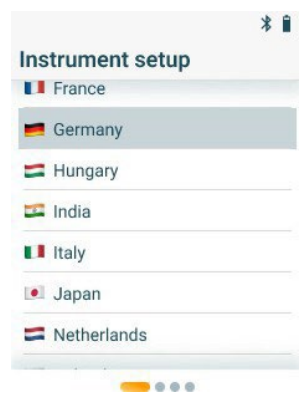 Instrument setup
France
Germany
Hungary
India
Italy
Japan
Netherlands